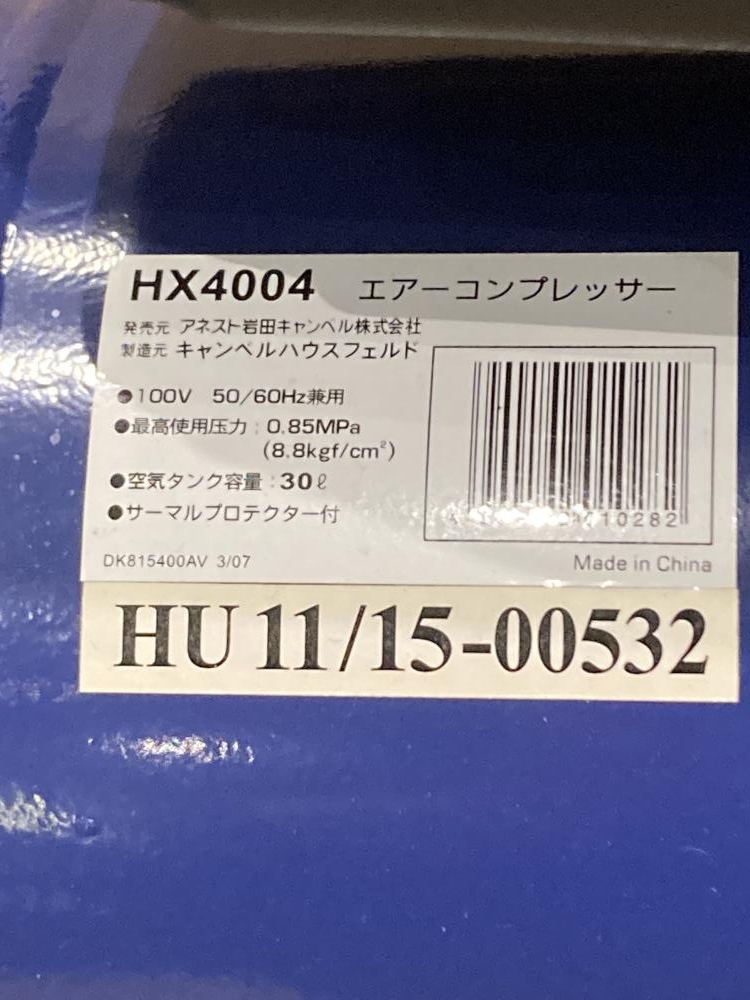 HX4004 エアーコンプレッサー
発売元 アネスト岩田キャンベル株式会社
製造元 キャンベルハウスフェルド
●100V 50/60Hz兼用
●最高使用圧力:0.85MPa
(8.8kgf/cm²)
●空気タンク容量:30ℓ
●サーマルプロテクター付
10282
DK815400AV 3/07
Made in China
HU 11/15-00532